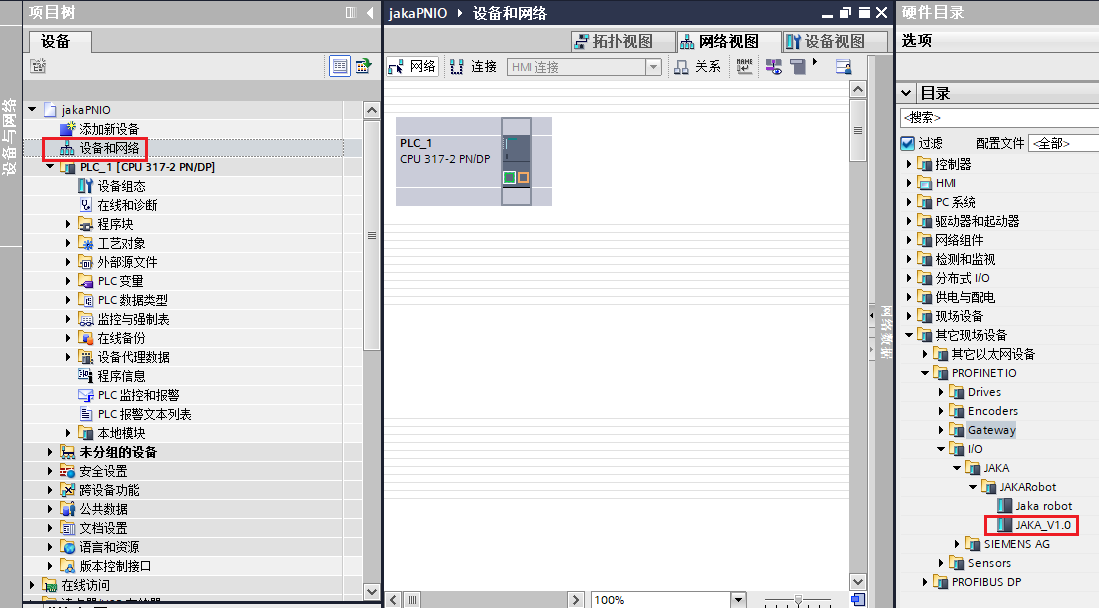 项目树
设备
设备与网络
jakaPNIO
添加新设备
设备和网络
PLC_1 [CPU 317-2 PN/DP]
设备组态
在线和诊断
程序块
工艺对象
外部源文件
PLC 变量
PLC 数据类型
监控与强制表
在线备份
设备代理数据
程序信息
PLC 监控和报警
PLC 报警文本列表
本地模块
未分组的设备
安全设置
跨设备功能
公共数据
文档设置
语言和资源
版本控制接口
在线访问
jakaPNIO 设备和网络
拓扑视图 网络视图 设备视图
网络 连接 HMI 连接 关系
PLC_1
CPU 317-2 PN/DP
网络数据
100%
硬件目录
选项
目录
<搜索>
过滤 配置文件 <全部>
控制器
HMI
PC 系统
驱动器和起动器
网络组件
检测和监视
分布式 I/O
供电与配电
现场设备
其它现场设备
其它以太网设备
PROFINET IO
Drives
Encoders
Gateway
I/O
JAKA
JAKARobot
Jaka robot
JAKA_V1.0
SIEMENS AG
Sensors
PROFIBUS DP